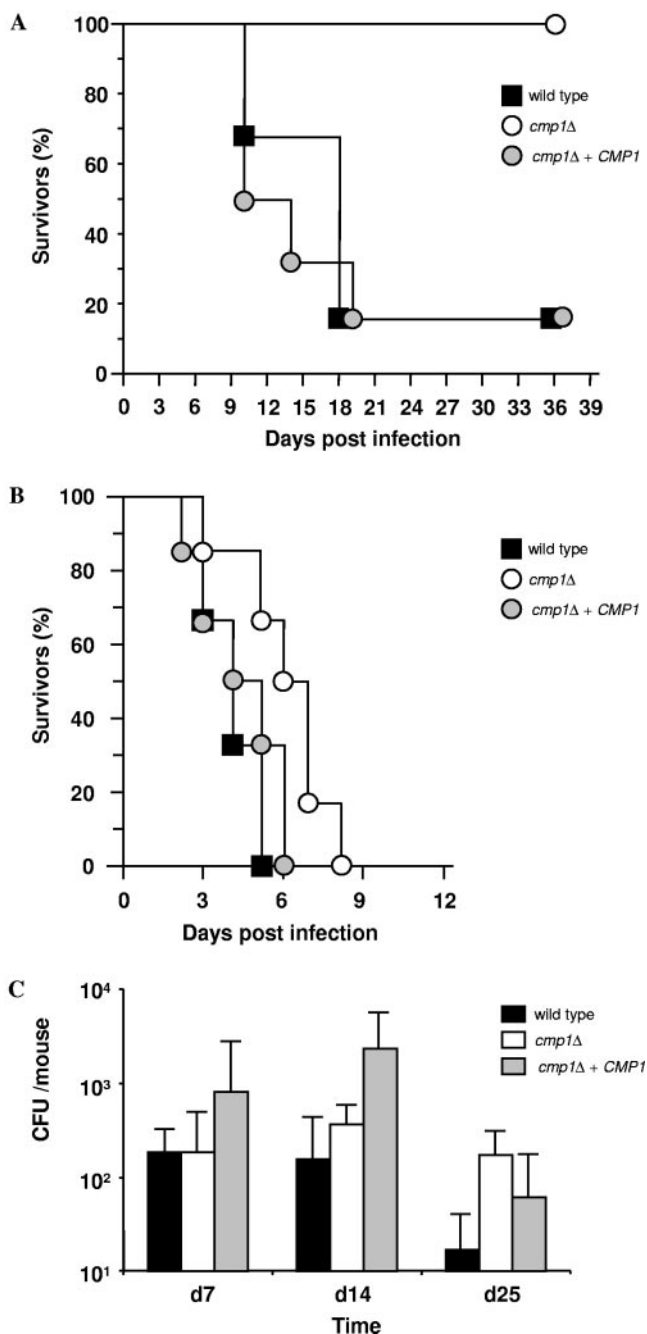 A
100
80
60
40
20
0
Survivors (%)
wild type
cmp1Δ
cmp1Δ + CMP1
0 3 6 9 12 15 18 21 24 27 30 33 36 39
Days post infection
B
100
80
60
40
20
0
Survivors (%)
wild type
cmp1Δ
cmp1Δ + CMP1
0 3 6 9 12
Days post infection
C
10⁴
10³
10²
10¹
CFU /mouse
wild type
cmp1Δ
cmp1Δ + CMP1
d7 d14 d25
Time